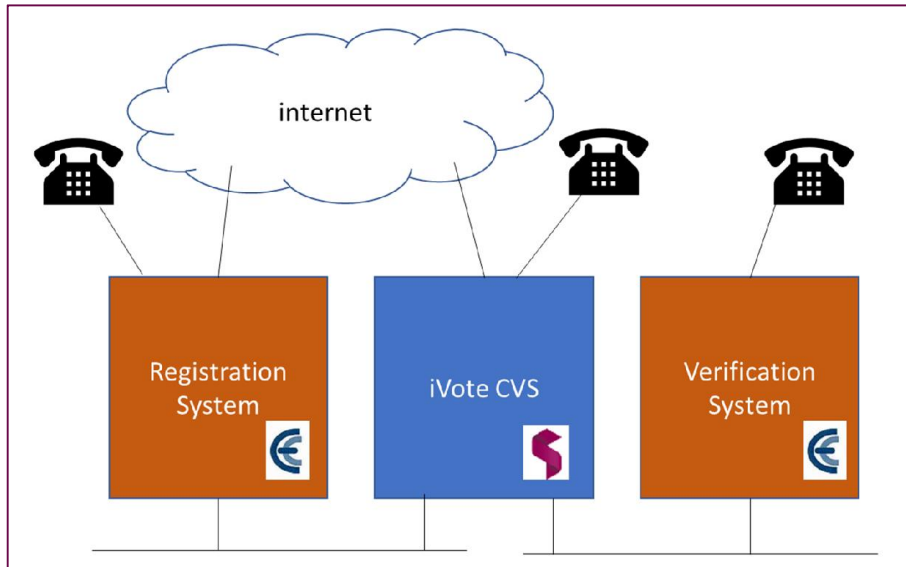 internet
Registration
System
iVote CVS
Verification
System